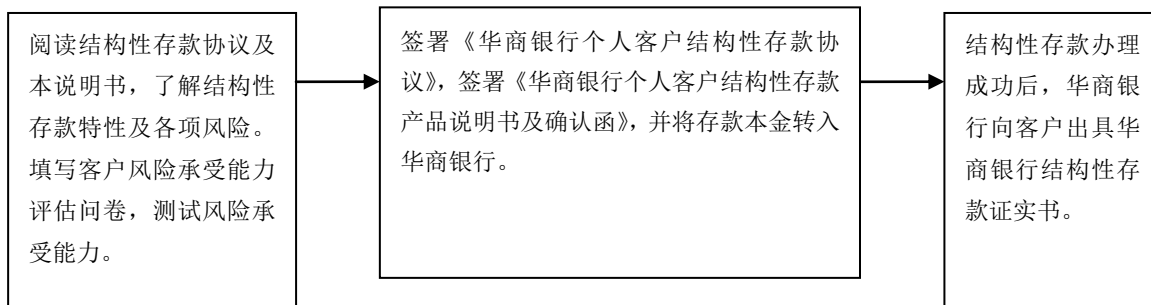 阅读结构性存款协议及
本说明书，了解结构性
存款特性及各项风险。
填写客户风险承受能力
评估问卷，测试风险承
受能力。
签署《华商银行个人客户结构性存款协
议》，签署《华商银行个人客户结构性存款
产品说明书及确认函》，并将存款本金转入
华商银行。
结构性存款办理
成功后，华商银
行向客户出具华
商银行结构性存
款证实书。